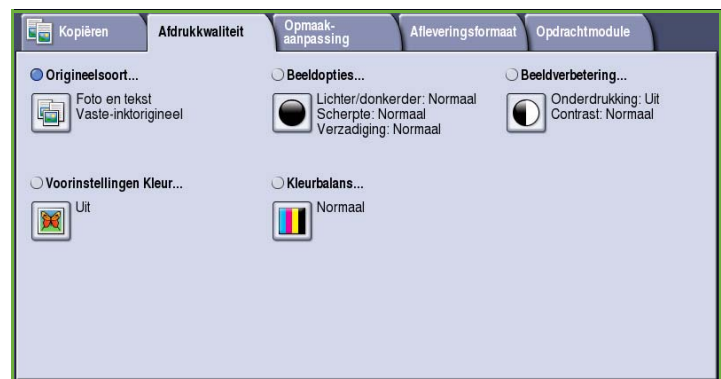 Kopiëren
Afdrukkwaliteit
Opmaak-
aanpassing
Afleveringsformaat
Opdrachtmodule
Origineelsoort...
Foto en tekst
Vaste-inktorigineel
Beeldopties...
Lichter/donkerder: Normaal
Scherpte: Normaal
Verzadiging: Normaal
Beeldverbetering...
Onderdrukking: Uit
Contrast: Normaal
Voorinstellingen Kleur...
Uit
Kleurbalans...
Normaal